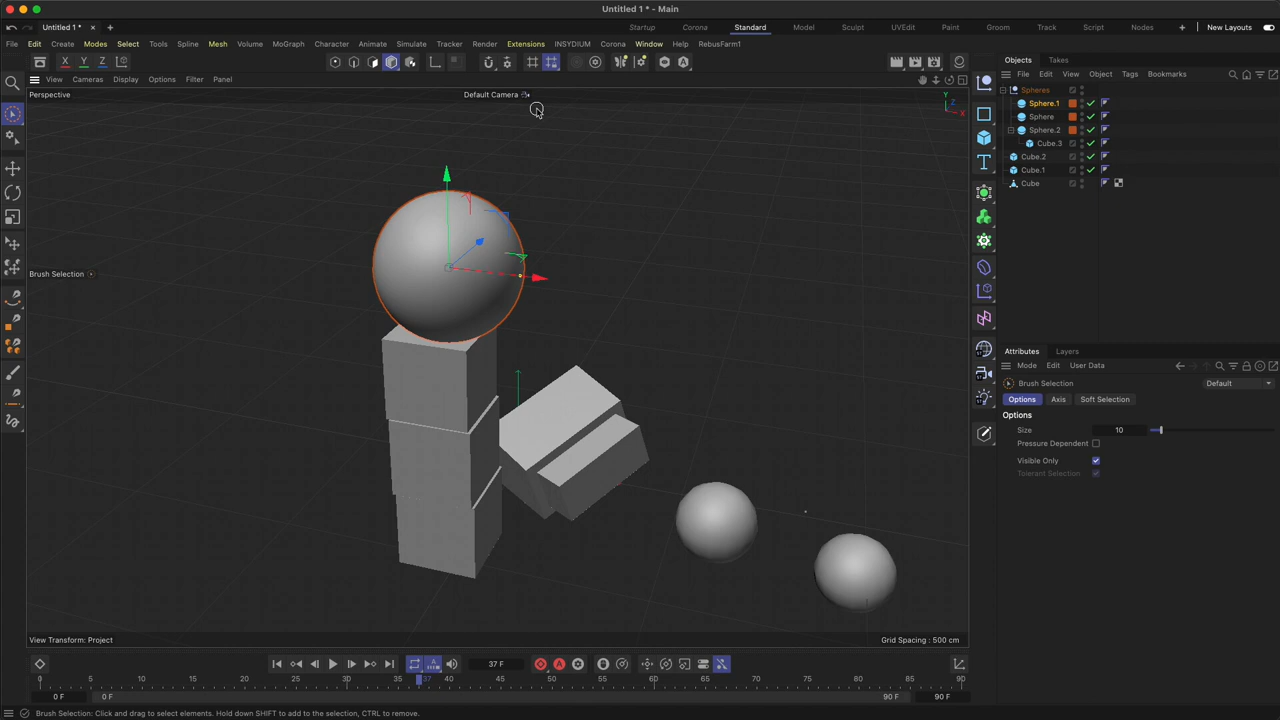 Untitled 1 * - Main
Untitled 1 * Startup Corona Standard Model Sculpt UVEdit Paint Groom Track Script Nodes New Layouts
File Edit Create Modes Select Tools Spline Mesh Volume MoGraph Character Animate Simulate Tracker Render Extensions INSYDIUM Corona Window Help RebusFarm1
X Y Z
Objects Takes
View Cameras Display Options Filter Panel
File Edit View Object Tags Bookmarks
Perspective
Default Camera
Y
Z
X
Spheres
Sphere.1
Sphere
Sphere.2
Cube.3
Cube.2
Cube.1
Cube
Brush Selection
Attributes Layers
Mode Edit User Data
Brush Selection
Default
Options Axis Soft Selection
Options
Size 10
Pressure Dependent
Visible Only
Tolerant Selection
View Transform: Project
Grid Spacing : 500 cm
37 F
0 5 10 15 20 25 30 35 37 40 45 50 55 60 65 70 75 80 85 90
0 F 0 F 90 F 90 F
Brush Selection: Click and drag to select elements. Hold down SHIFT to add to the selection, CTRL to remove.